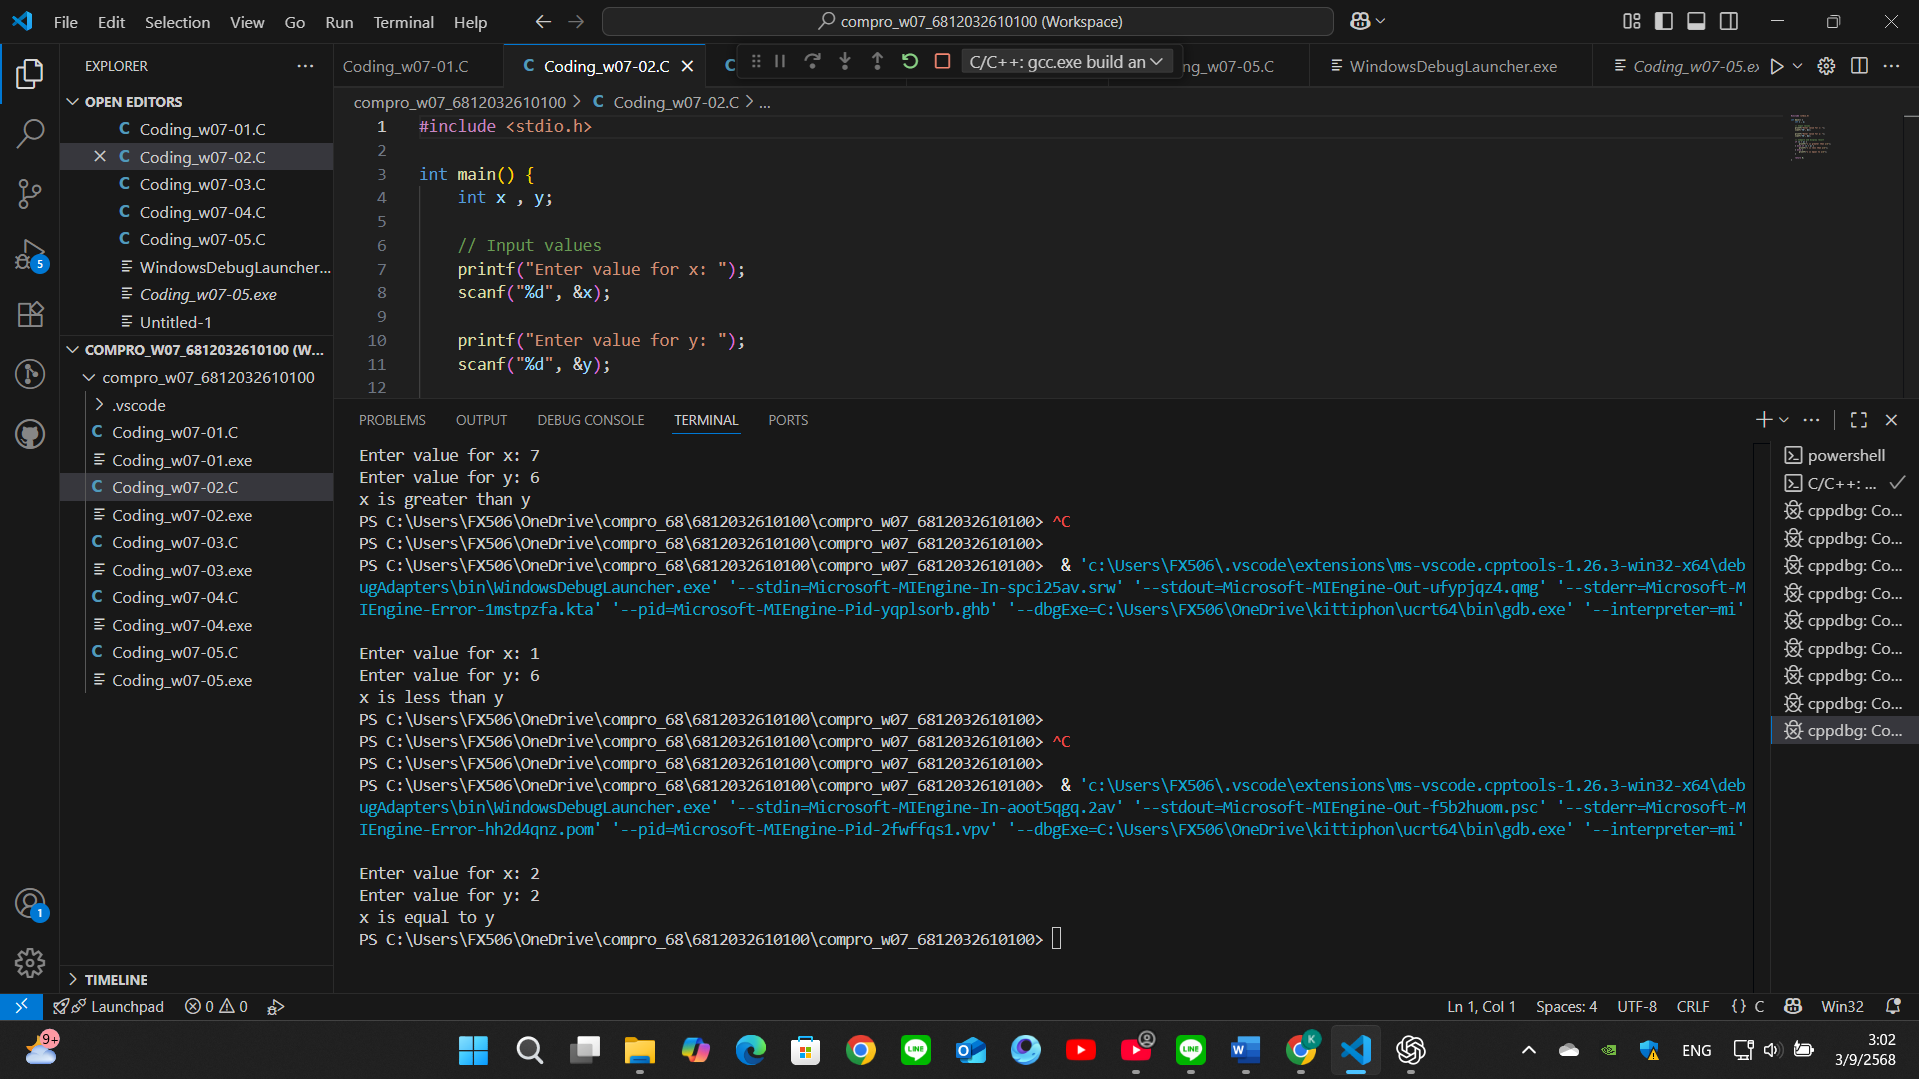 File Edit Selection View Go Run Terminal Help
compro_w07_6812032610100 (Workspace)
EXPLORER
OPEN EDITORS
Coding_w07-01.C
Coding_w07-02.C
Coding_w07-03.C
Coding_w07-04.C
Coding_w07-05.C
WindowsDebugLauncher...
Coding_w07-05.exe
Untitled-1
COMPRO_W07_6812032610100 (W...
compro_w07_6812032610100
.vscode
Coding_w07-01.C
Coding_w07-01.exe
Coding_w07-02.C
Coding_w07-02.exe
Coding_w07-03.C
Coding_w07-03.exe
Coding_w07-04.C
Coding_w07-04.exe
Coding_w07-05.C
Coding_w07-05.exe
TIMELINE
5
1
Coding_w07-01.C
C Coding_w07-02.C
C
C/C++: gcc.exe build an
ng_w07-05.C
WindowsDebugLauncher.exe
Coding_w07-05.ex
compro_w07_6812032610100 > C Coding_w07-02.C > ...
1 #include <stdio.h>
2
3 int main() {
4 int x , y;
5
6 // Input values
7 printf("Enter value for x: ");
8 scanf("%d", &x);
9
10 printf("Enter value for y: ");
11 scanf("%d", &y);
12
PROBLEMS OUTPUT DEBUG CONSOLE TERMINAL PORTS
Enter value for x: 7
Enter value for y: 6
x is greater than y
PS C:\Users\FX506\OneDrive\compro_68\6812032610100\compro_w07_6812032610100> ^C
PS C:\Users\FX506\OneDrive\compro_68\6812032610100\compro_w07_6812032610100>
PS C:\Users\FX506\OneDrive\compro_68\6812032610100\compro_w07_6812032610100> & 'c:\Users\FX506\.vscode\extensions\ms-vscode.cpptools-1.26.3-win32-x64\deb
ugAdapters\bin\WindowsDebugLauncher.exe' '--stdin=Microsoft-MIEngine-In-spci25av.srw' '--stdout=Microsoft-MIEngine-Out-ufypjqz4.qmg' '--stderr=Microsoft-M
IEngine-Error-1mstpzfa.kta' '--pid=Microsoft-MIEngine-Pid-yqplsorb.ghb' '--dbgExe=C:\Users\FX506\OneDrive\kittiphon\ucrt64\bin\gdb.exe' '--interpreter=mi'
Enter value for x: 1
Enter value for y: 6
x is less than y
PS C:\Users\FX506\OneDrive\compro_68\6812032610100\compro_w07_6812032610100>
PS C:\Users\FX506\OneDrive\compro_68\6812032610100\compro_w07_6812032610100> ^C
PS C:\Users\FX506\OneDrive\compro_68\6812032610100\compro_w07_6812032610100>
PS C:\Users\FX506\OneDrive\compro_68\6812032610100\compro_w07_6812032610100> & 'c:\Users\FX506\.vscode\extensions\ms-vscode.cpptools-1.26.3-win32-x64\deb
ugAdapters\bin\WindowsDebugLauncher.exe' '--stdin=Microsoft-MIEngine-In-aoot5qgq.2av' '--stdout=Microsoft-MIEngine-Out-f5b2huom.psc' '--stderr=Microsoft-M
IEngine-Error-hh2d4qnz.pom' '--pid=Microsoft-MIEngine-Pid-2fwffqs1.vpv' '--dbgExe=C:\Users\FX506\OneDrive\kittiphon\ucrt64\bin\gdb.exe' '--interpreter=mi'
Enter value for x: 2
Enter value for y: 2
x is equal to y
PS C:\Users\FX506\OneDrive\compro_68\6812032610100\compro_w07_6812032610100>
powershell
C/C++: ...
cppdbg: Co...
cppdbg: Co...
cppdbg: Co...
cppdbg: Co...
cppdbg: Co...
cppdbg: Co...
cppdbg: Co...
cppdbg: Co...
cppdbg: Co...
Launchpad 0 0
Ln 1, Col 1 Spaces: 4 UTF-8 CRLF {} C Win32
9+
LINE
LINE
K
ENG
3:02
3/9/2568